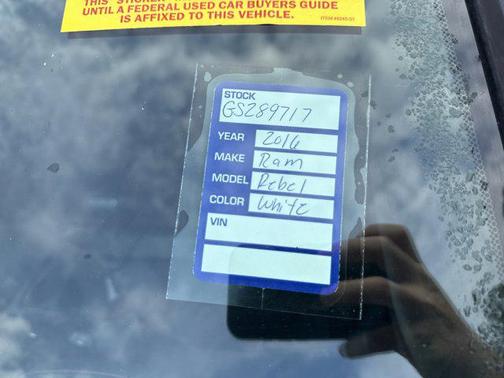 UNTIL A FEDERAL USED CAR BUYERS GUIDE
IS AFFIXED TO THIS VEHICLE.
STOCK
GS289717
YEAR 2016
MAKE Ram
MODEL Rebel
COLOR White
VIN